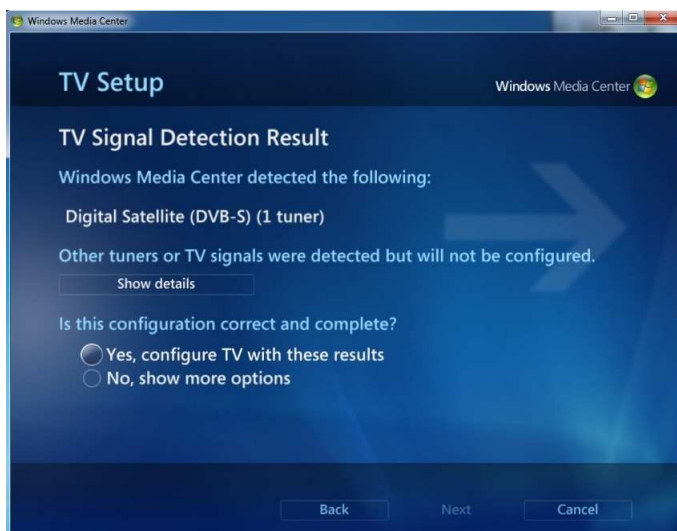 Windows Media Center
TV Setup
Windows Media Center
TV Signal Detection Result
Windows Media Center detected the following:
Digital Satellite (DVB-S) (1 tuner)
Other tuners or TV signals were detected but will not be configured.
Show details
Is this configuration correct and complete?
Yes, configure TV with these results
No, show more options
Back Next Cancel